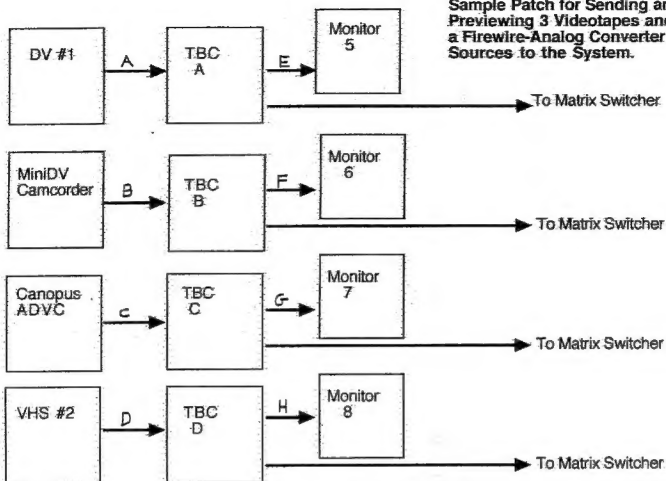 Sample Patch for Sending an
Previewing 3 Videotapes and
a Firewire-Analog Converter
Sources to the System.
DV #1
A
TBC
A
E
Monitor
5
To Matrix Switcher
MiniDV
Camcorder
B
TBC
B
F
Monitor
6
To Matrix Switcher
Canopus
ADVC
C
TBC
C
G
Monitor
7
To Matrix Switcher
VHS #2
D
TBC
D
H
Monitor
8
To Matrix Switcher